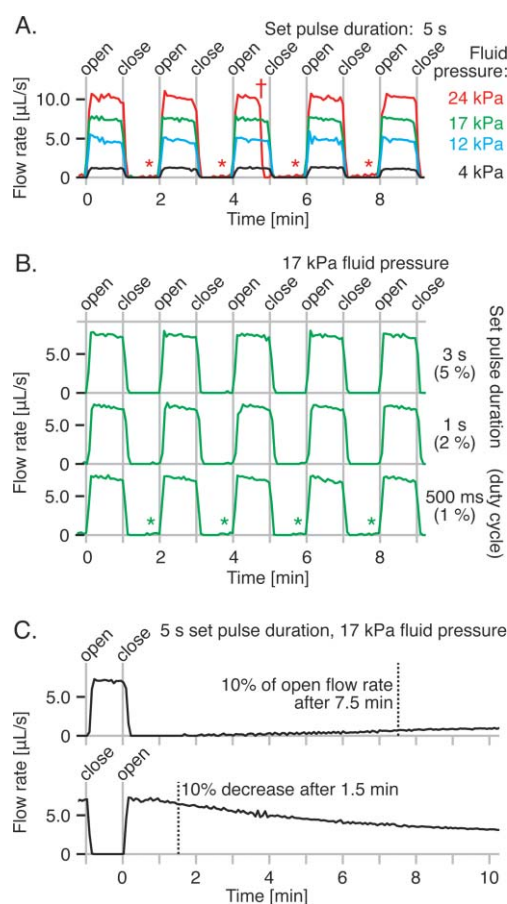 A.
Set pulse duration: 5 s
open close open close open close open close open close
Fluid
pressure:
24 kPa
17 kPa
12 kPa
4 kPa
Flow rate [µL/s]
10.0
5.0
0
†
* * * *
0 2 4 6 8
Time [min]
B.
17 kPa fluid pressure
open close open close open close open close open close
Flow rate [µL/s]
5.0
0
5.0
0
5.0
0
* * * *
3 s
(5 %)
1 s
(2 %)
500 ms
(1 %)
Set pulse duration
(duty cycle)
0 2 4 6 8
Time [min]
C.
5 s set pulse duration, 17 kPa fluid pressure
open close
10% of open flow rate
after 7.5 min
Flow rate [µL/s]
5.0
0
close open
10% decrease after 1.5 min
Flow rate [µL/s]
5.0
0
0 2 4 6 8 10
Time [min]